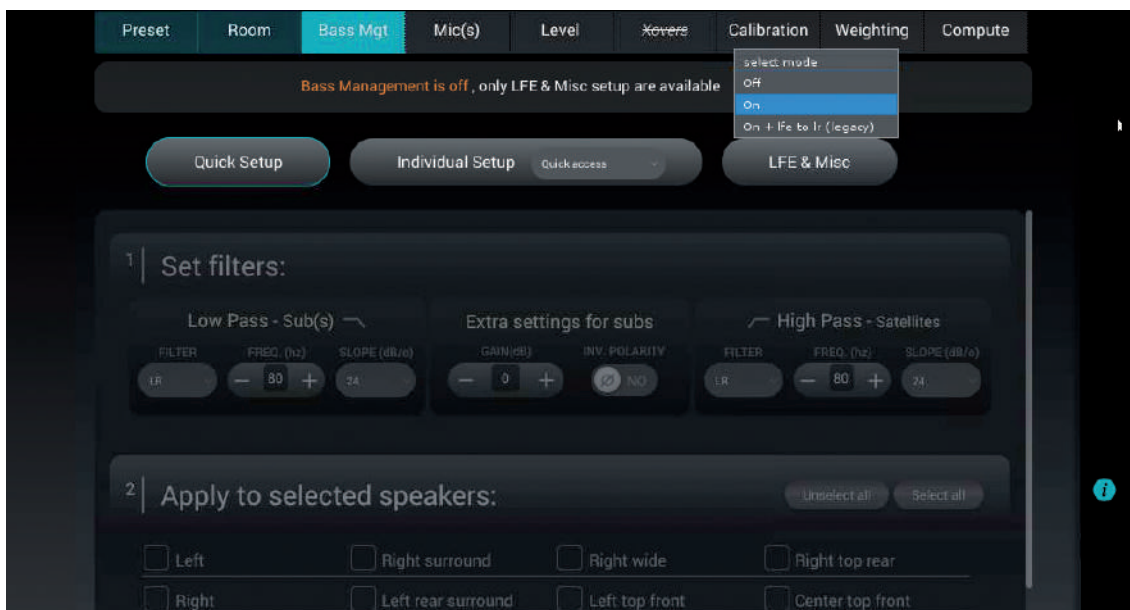 Preset Room Bass Mgt Mic(s) Level Xovers Calibration Weighting Compute
Bass Management is off, only LFE & Misc setup are available
select mode
Off
On
On + lfe to lr (legacy)
Quick Setup Individual Setup Quick access LFE & Misc
1 Set filters:
Low Pass - Sub(s) Extra settings for subs High Pass - Satellites
FILTER FREQ. (hz) SLOPE (dB/o) GAIN(dB) INV. POLARITY FILTER FREQ. (hz) SLOPE (dB/o)
LR - 80 + 24 - 0 + Ø NO LR - 80 + 24
2 Apply to selected speakers:
Unselect all Select all
Left Right surround Right wide Right top rear
Right Left rear surround Left top front Center top front
i